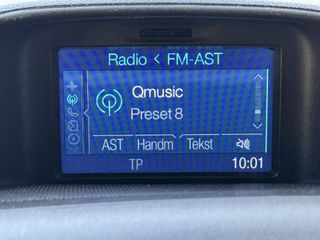 Radio < FM-AST
Qmusic
Preset 8
AST Handm Tekst
TP 10:01